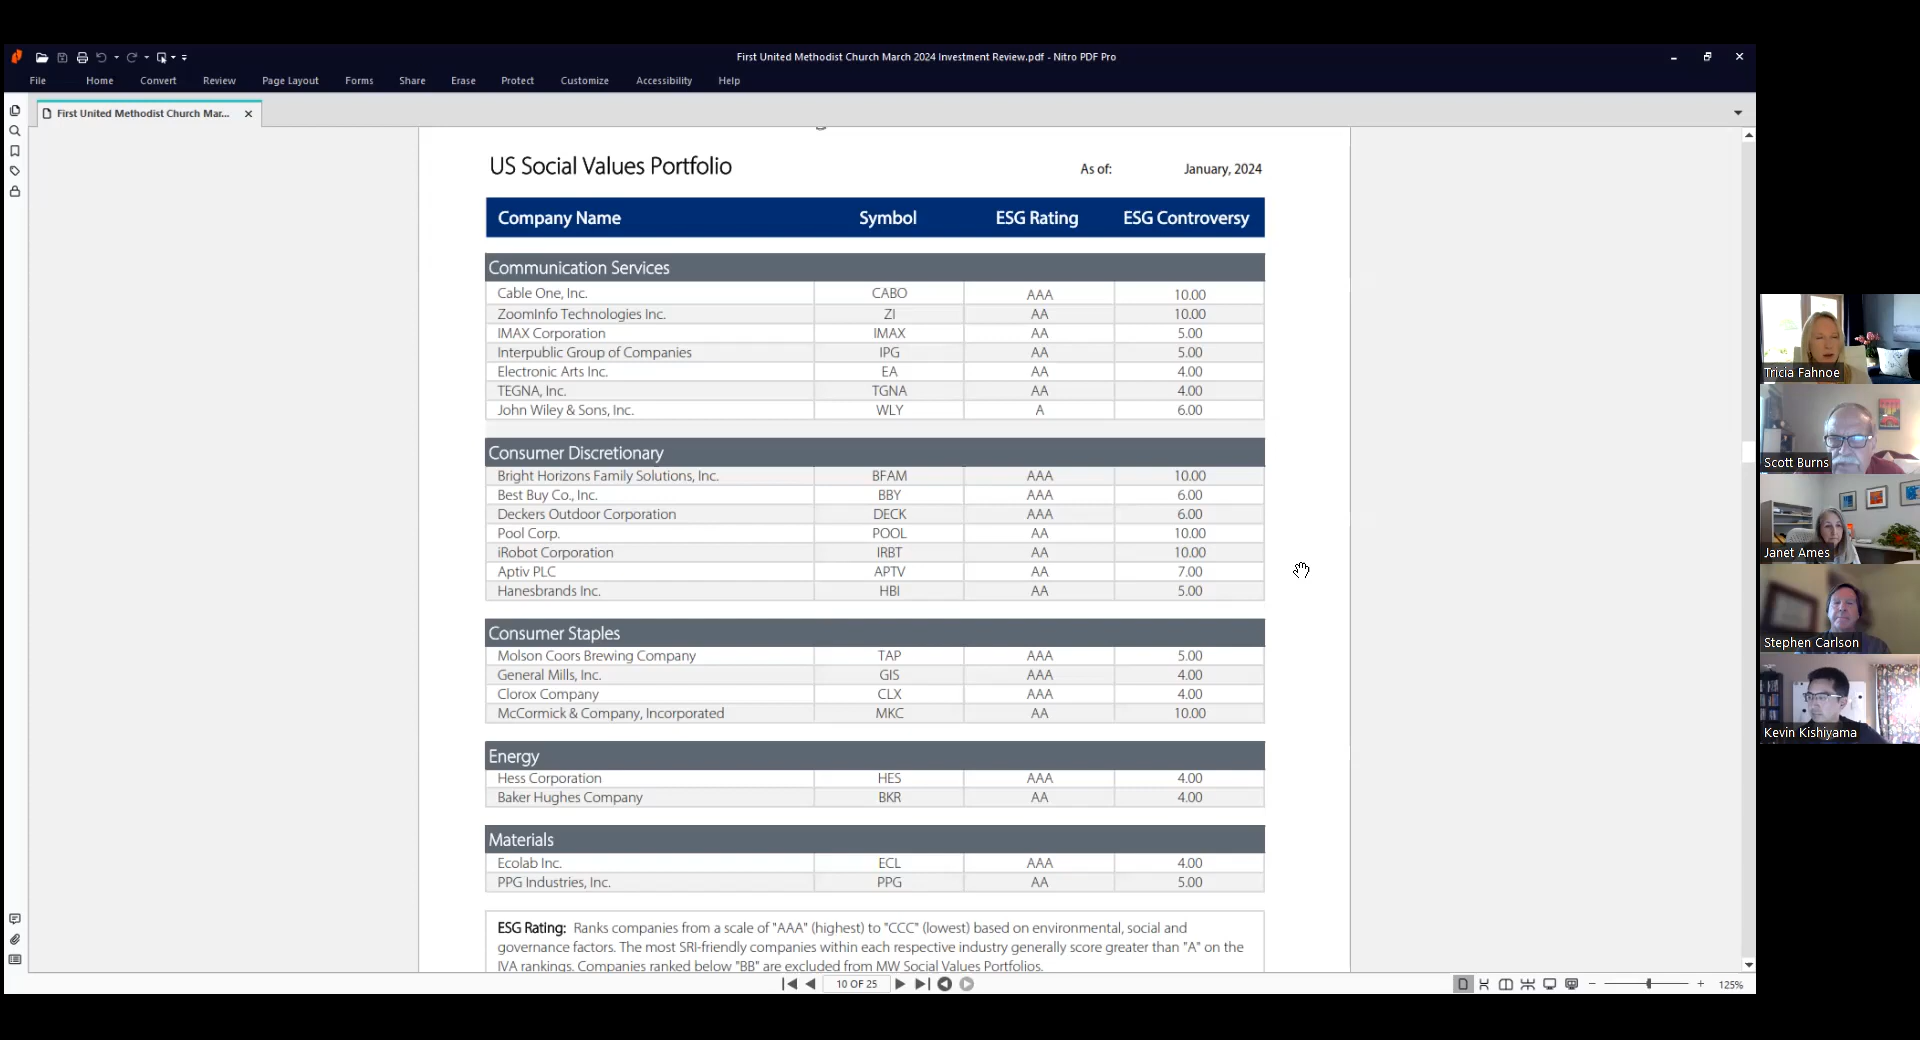 First United Methodist Church March 2024 Investment Review.pdf - Nitro PDF Pro
File Home Convert Review Page Layout Forms Share Erase Protect Customize Accessibility Help
First United Methodist Church Mar...
US Social Values Portfolio As of: January, 2024
Company Name Symbol ESG Rating ESG Controversy
Communication Services
Cable One, Inc. CABO AAA 10.00
ZoomInfo Technologies Inc. ZI AA 10.00
IMAX Corporation IMAX AA 5.00
Interpublic Group of Companies IPG AA 5.00
Electronic Arts Inc. EA AA 4.00
TEGNA, Inc. TGNA AA 4.00
John Wiley & Sons, Inc. WLY A 6.00
Consumer Discretionary
Bright Horizons Family Solutions, Inc. BFAM AAA 10.00
Best Buy Co., Inc. BBY AAA 6.00
Deckers Outdoor Corporation DECK AAA 6.00
Pool Corp. POOL AA 10.00
iRobot Corporation IRBT AA 10.00
Aptiv PLC APTV AA 7.00
Hanesbrands Inc. HBI AA 5.00
Consumer Staples
Molson Coors Brewing Company TAP AAA 5.00
General Mills, Inc. GIS AAA 4.00
Clorox Company CLX AAA 4.00
McCormick & Company, Incorporated MKC AA 10.00
Energy
Hess Corporation HES AAA 4.00
Baker Hughes Company BKR AA 4.00
Materials
Ecolab Inc. ECL AAA 4.00
PPG Industries, Inc. PPG AA 5.00
ESG Rating: Ranks companies from a scale of "AAA" (highest) to "CCC" (lowest) based on environmental, social and
governance factors. The most SRI-friendly companies within each respective industry generally score greater than "A" on the
IVA rankings. Companies ranked below "BB" are excluded from MW Social Values Portfolios.
10 OF 25
125%
Tricia Fahnoe
Scott Burns
Janet Ames
Stephen Carlson
Kevin Kishiyama